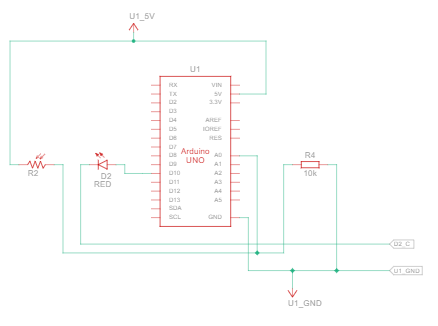 U1_5V
U1
RX
TX
D2
D3
D4
D5
D6
D7
D8
D9
D10
D11
D12
D13
SDA
SCL
Arduino
UNO
VIN
5V
3.3V
AREF
IOREF
RES
A0
A1
A2
A3
A4
A5
GND
R2
D2
RED
R4
10k
D2_C
U1_GND
U1_GND